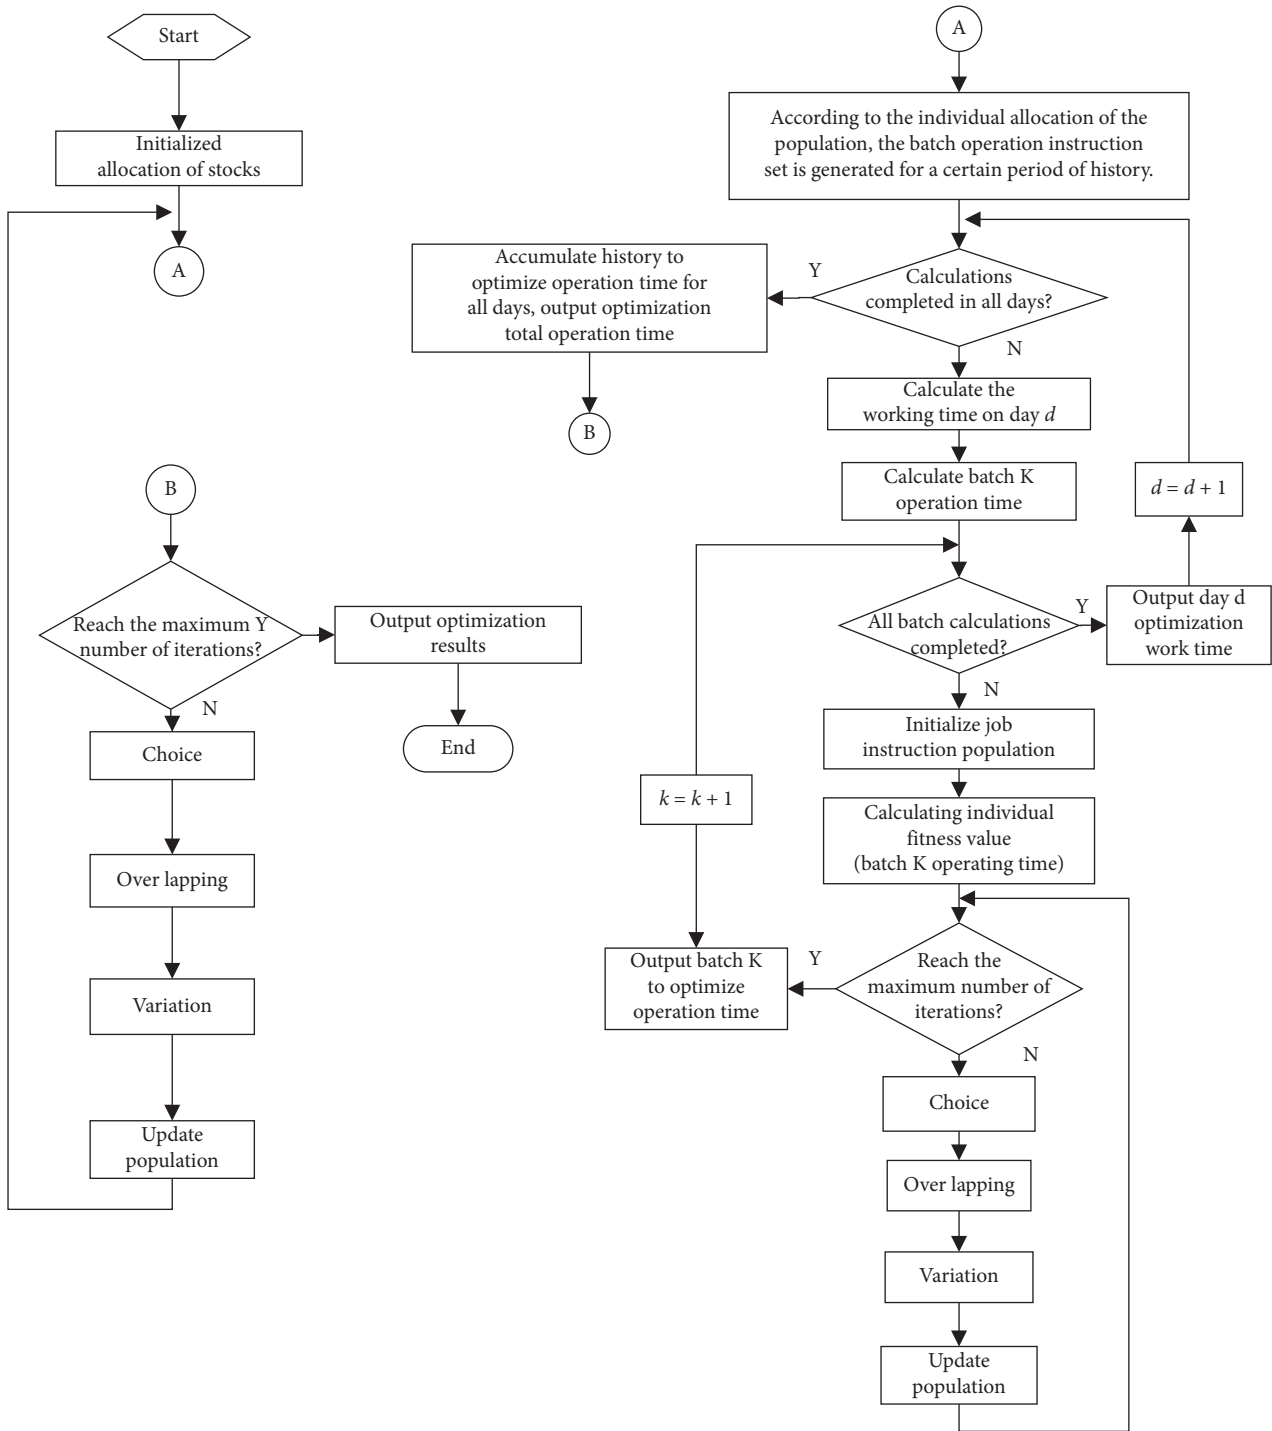 Start
Initialized
allocation of stocks
A
B
Reach the maximum Y
number of iterations?
N
Output optimization
results
End
Choice
Over lapping
Variation
Update
population
A
According to the individual allocation of the
population, the batch operation instruction
set is generated for a certain period of history.
Calculations
completed in all days?
Y
N
Accumulate history to
optimize operation time for
all days, output optimization
total operation time
B
Calculate the
working time on day d
Calculate batch K
operation time
d = d + 1
All batch calculations
completed?
Y
N
Output day d
optimization
work time
Initialize job
instruction population
k = k + 1
Calculating individual
fitness value
(batch K operating time)
Reach the
maximum number of
iterations?
Y
N
Output batch K
to optimize
operation time
Choice
Over lapping
Variation
Update
population